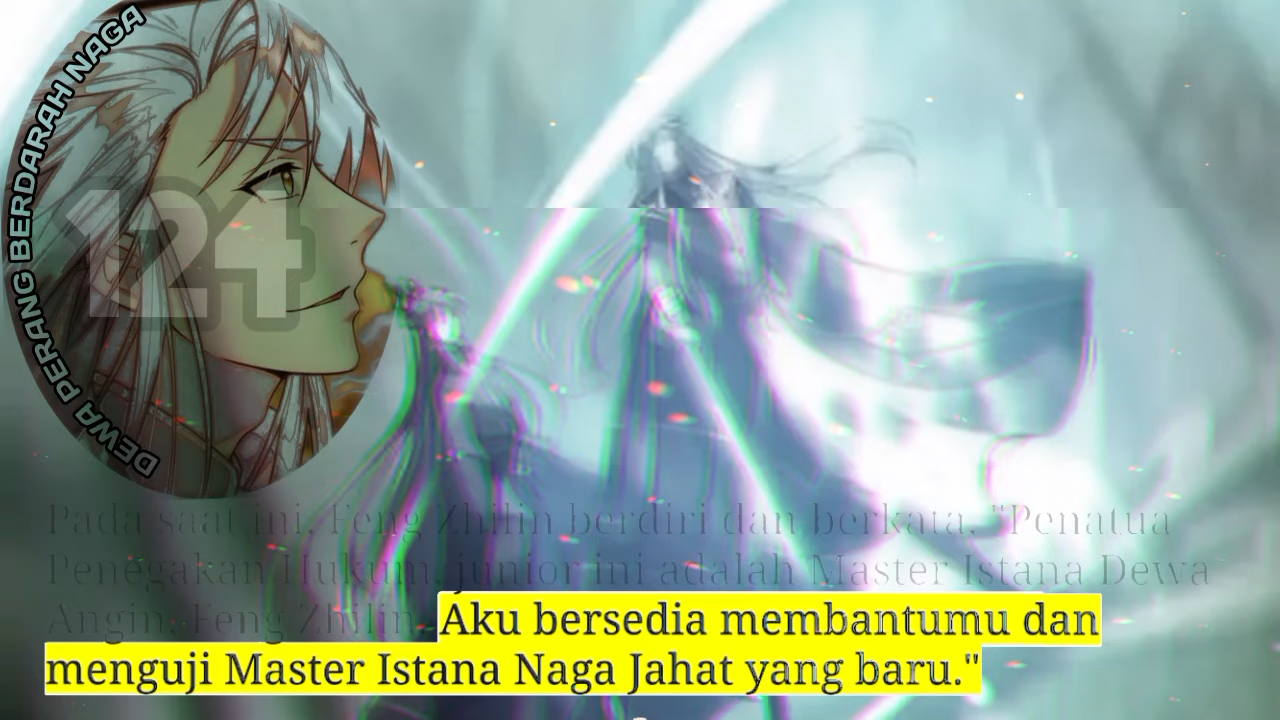 DEWA PERANG BERDARAH NAGA
124
Pada saat ini, Feng Zhilin berdiri dan berkata, "Penatua
Penegakan Hukum, junior ini adalah Master Istana Dewa
Angin, Feng Zhilin. Aku bersedia membantumu dan
menguji Master Istana Naga Jahat yang baru."